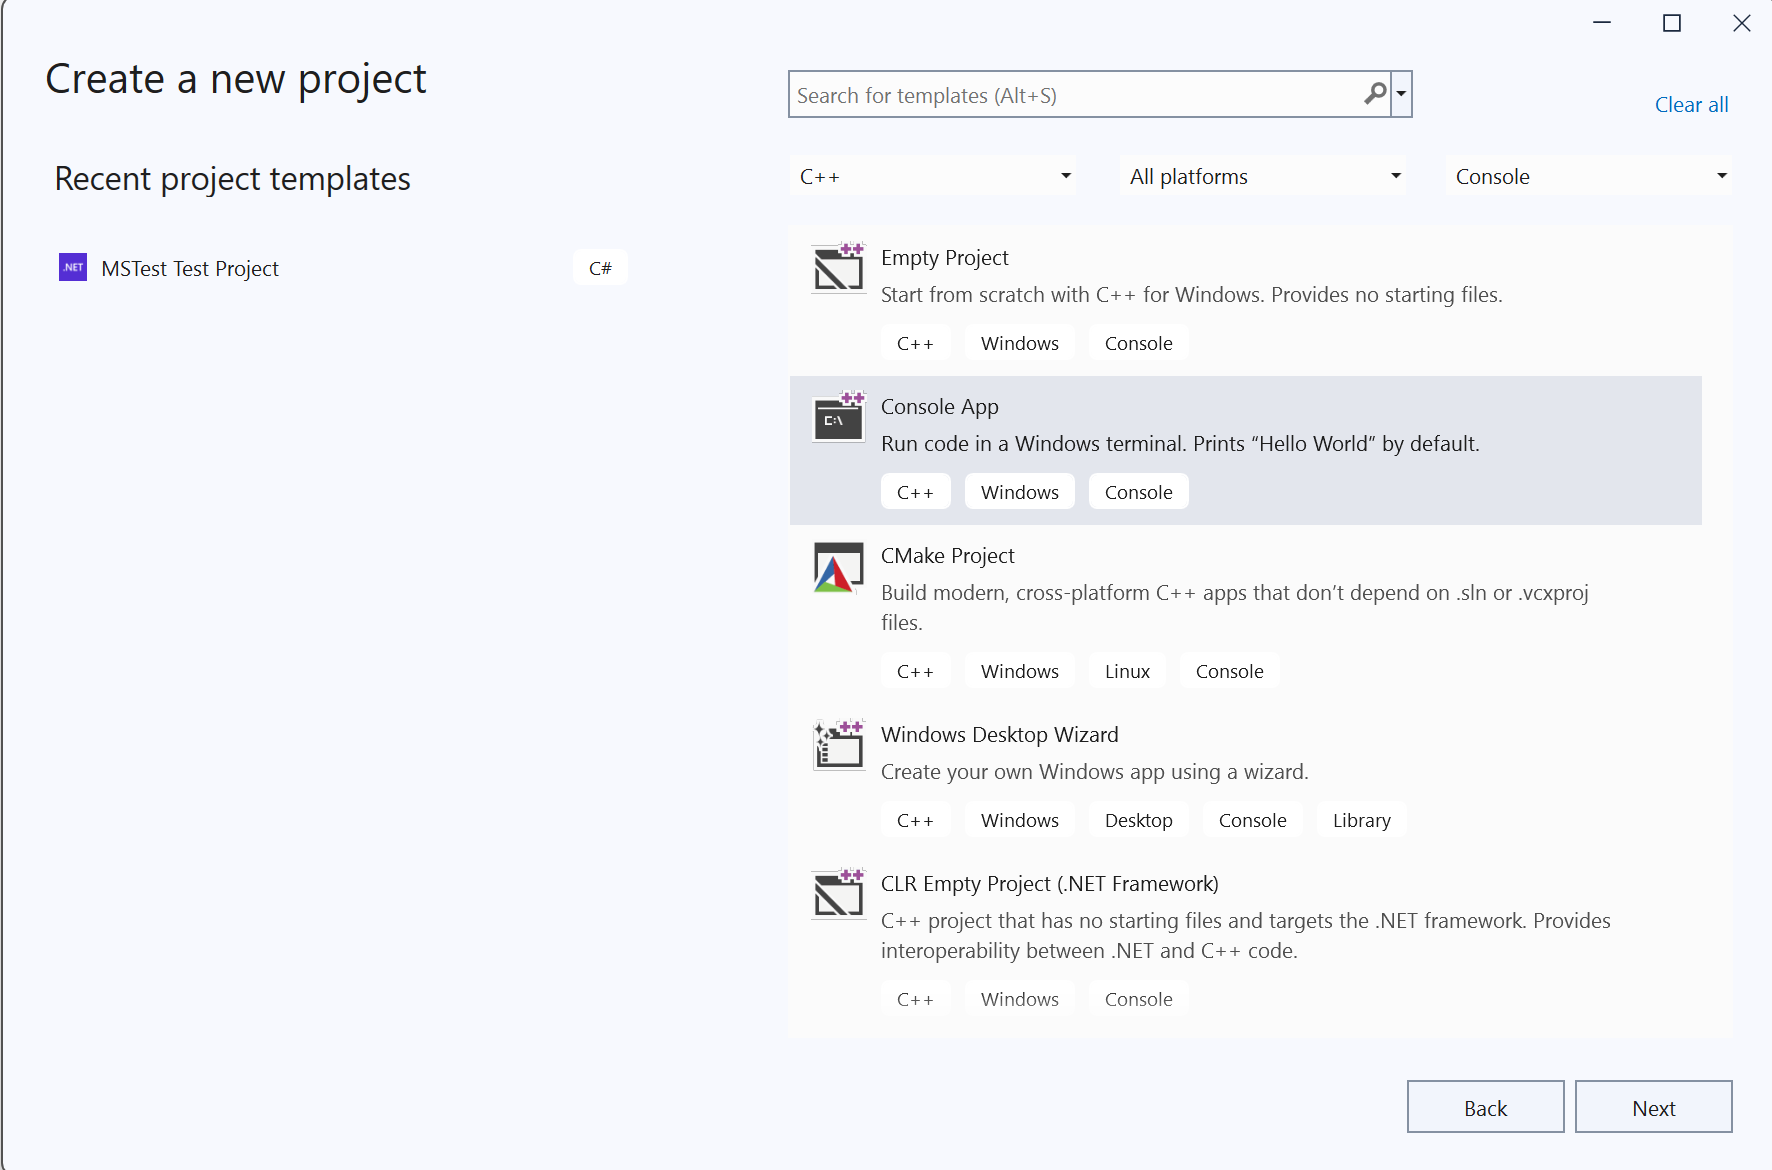 Create a new project
Search for templates (Alt+S)
Clear all
Recent project templates
C++
All platforms
Console
.NET
MSTest Test Project
C#
Empty Project
Start from scratch with C++ for Windows. Provides no starting files.
C++ Windows Console
C:\
Console App
Run code in a Windows terminal. Prints “Hello World” by default.
C++ Windows Console
CMake Project
Build modern, cross-platform C++ apps that don’t depend on .sln or .vcxproj
files.
C++ Windows Linux Console
Windows Desktop Wizard
Create your own Windows app using a wizard.
C++ Windows Desktop Console Library
CLR Empty Project (.NET Framework)
C++ project that has no starting files and targets the .NET framework. Provides
interoperability between .NET and C++ code.
C++ Windows Console
Back
Next